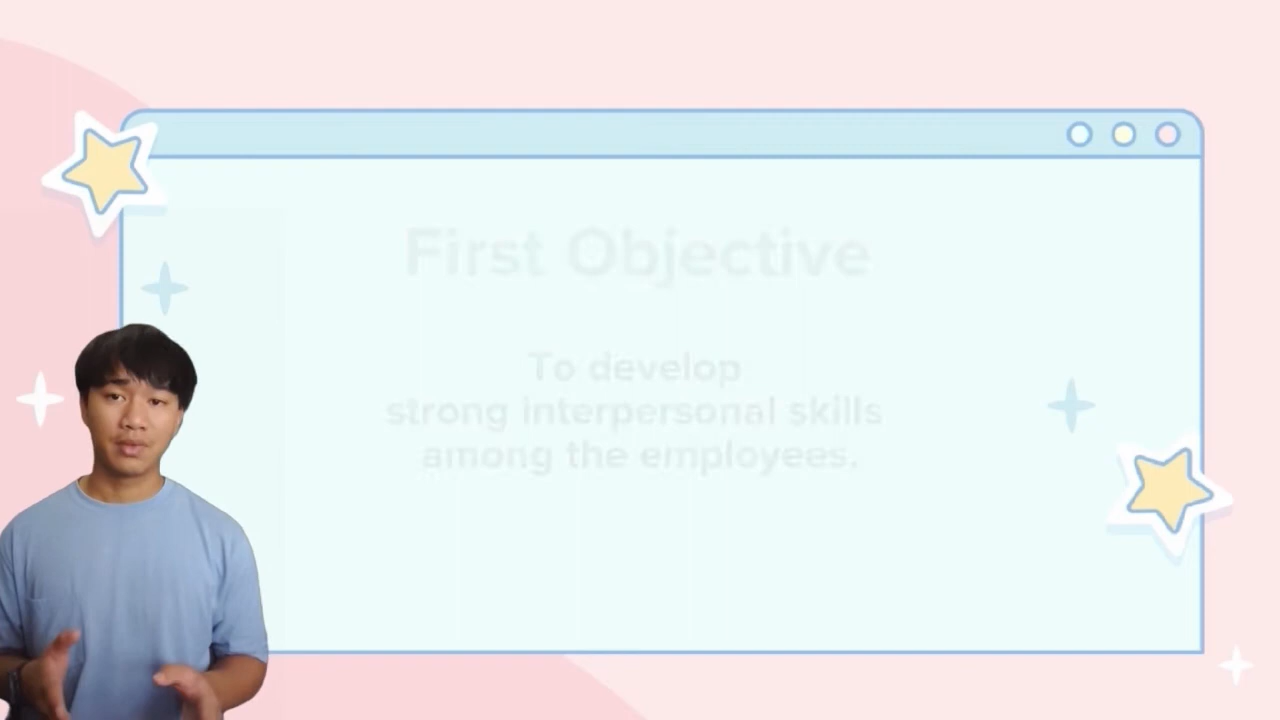 First Objective
To develop
strong interpersonal skills
among the employees.